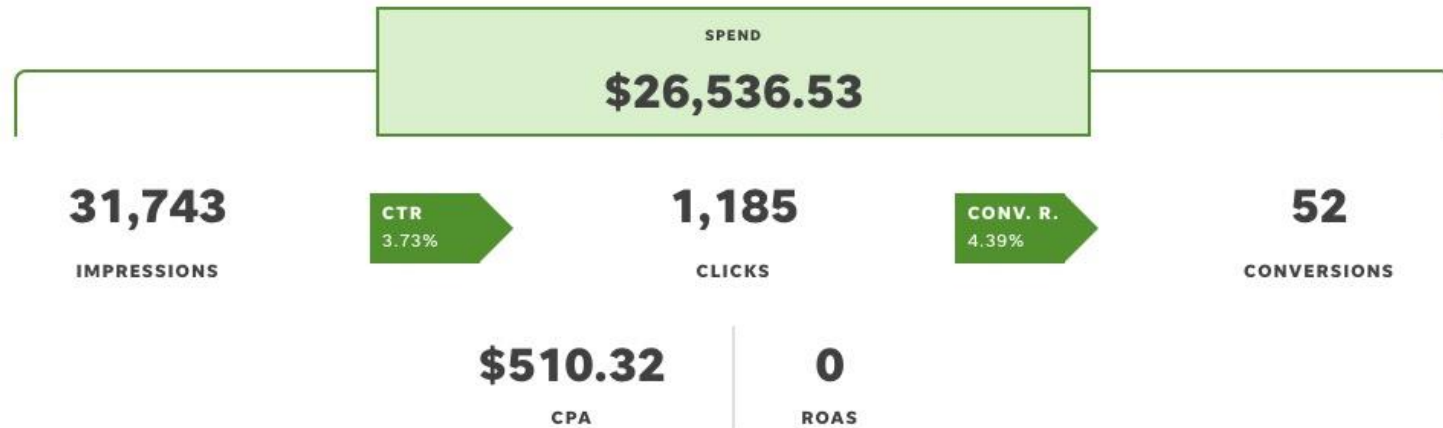 SPEND
$26,536.53
31,743
IMPRESSIONS
CTR
3.73%
1,185
CLICKS
CONV. R.
4.39%
52
CONVERSIONS
$510.32
CPA
0
ROAS